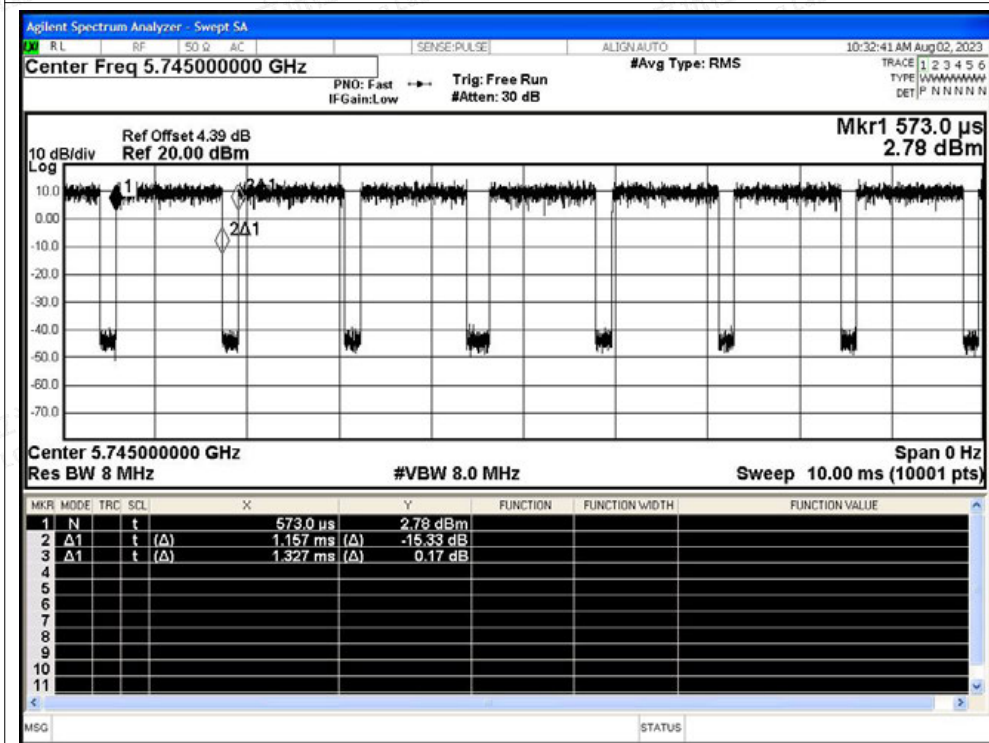 Agilent Spectrum Analyzer - Swept SA
LXI RL RF 50 Ω AC SENSE:PULSE ALIGN AUTO 10:32:41 AM Aug 02, 2023
Center Freq 5.745000000 GHz
#Avg Type: RMS
TRACE 1 2 3 4 5 6
PNO: Fast Trig: Free Run
TYPE WWWWWW
IFGain:Low #Atten: 30 dB
DET P N N N N N
Mkr1 573.0 µs
2.78 dBm
Ref Offset 4.39 dB
10 dB/div Ref 20.00 dBm
Log
10.0
0.00
-10.0
-20.0
-30.0
-40.0
-50.0
-60.0
-70.0
1
3Δ1
2Δ1
Center 5.745000000 GHz Span 0 Hz
Res BW 8 MHz #VBW 8.0 MHz Sweep 10.00 ms (10001 pts)
MKR MODE TRC SCL X Y FUNCTION FUNCTION WIDTH FUNCTION VALUE
1 N t 573.0 µs 2.78 dBm
2 Δ1 t (Δ) 1.157 ms (Δ) -15.33 dB
3 Δ1 t (Δ) 1.327 ms (Δ) 0.17 dB
4
5
6
7
8
9
10
11
MSG STATUS